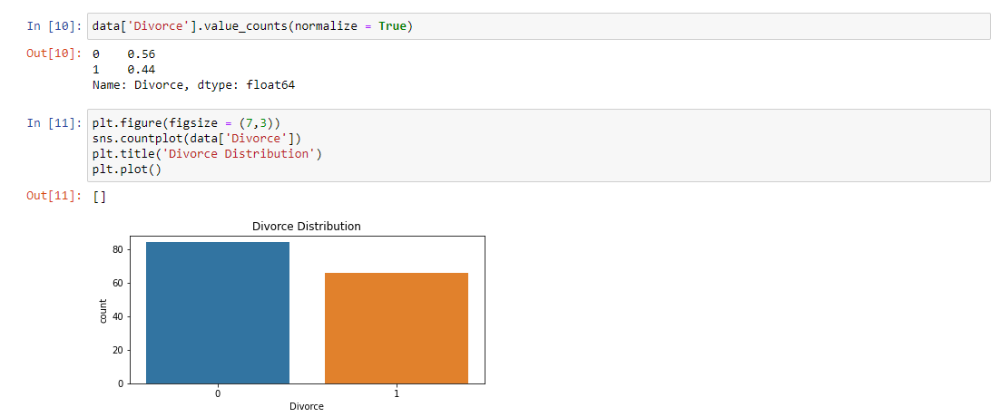 In [10]: data['Divorce'].value_counts(normalize = True)
Out[10]: 0    0.56
1    0.44
Name: Divorce, dtype: float64
In [11]: plt.figure(figsize = (7,3))
sns.countplot(data['Divorce'])
plt.title('Divorce Distribution')
plt.plot()
Out[11]: []
Divorce Distribution
80
60
40
20
0
count
0 1
Divorce